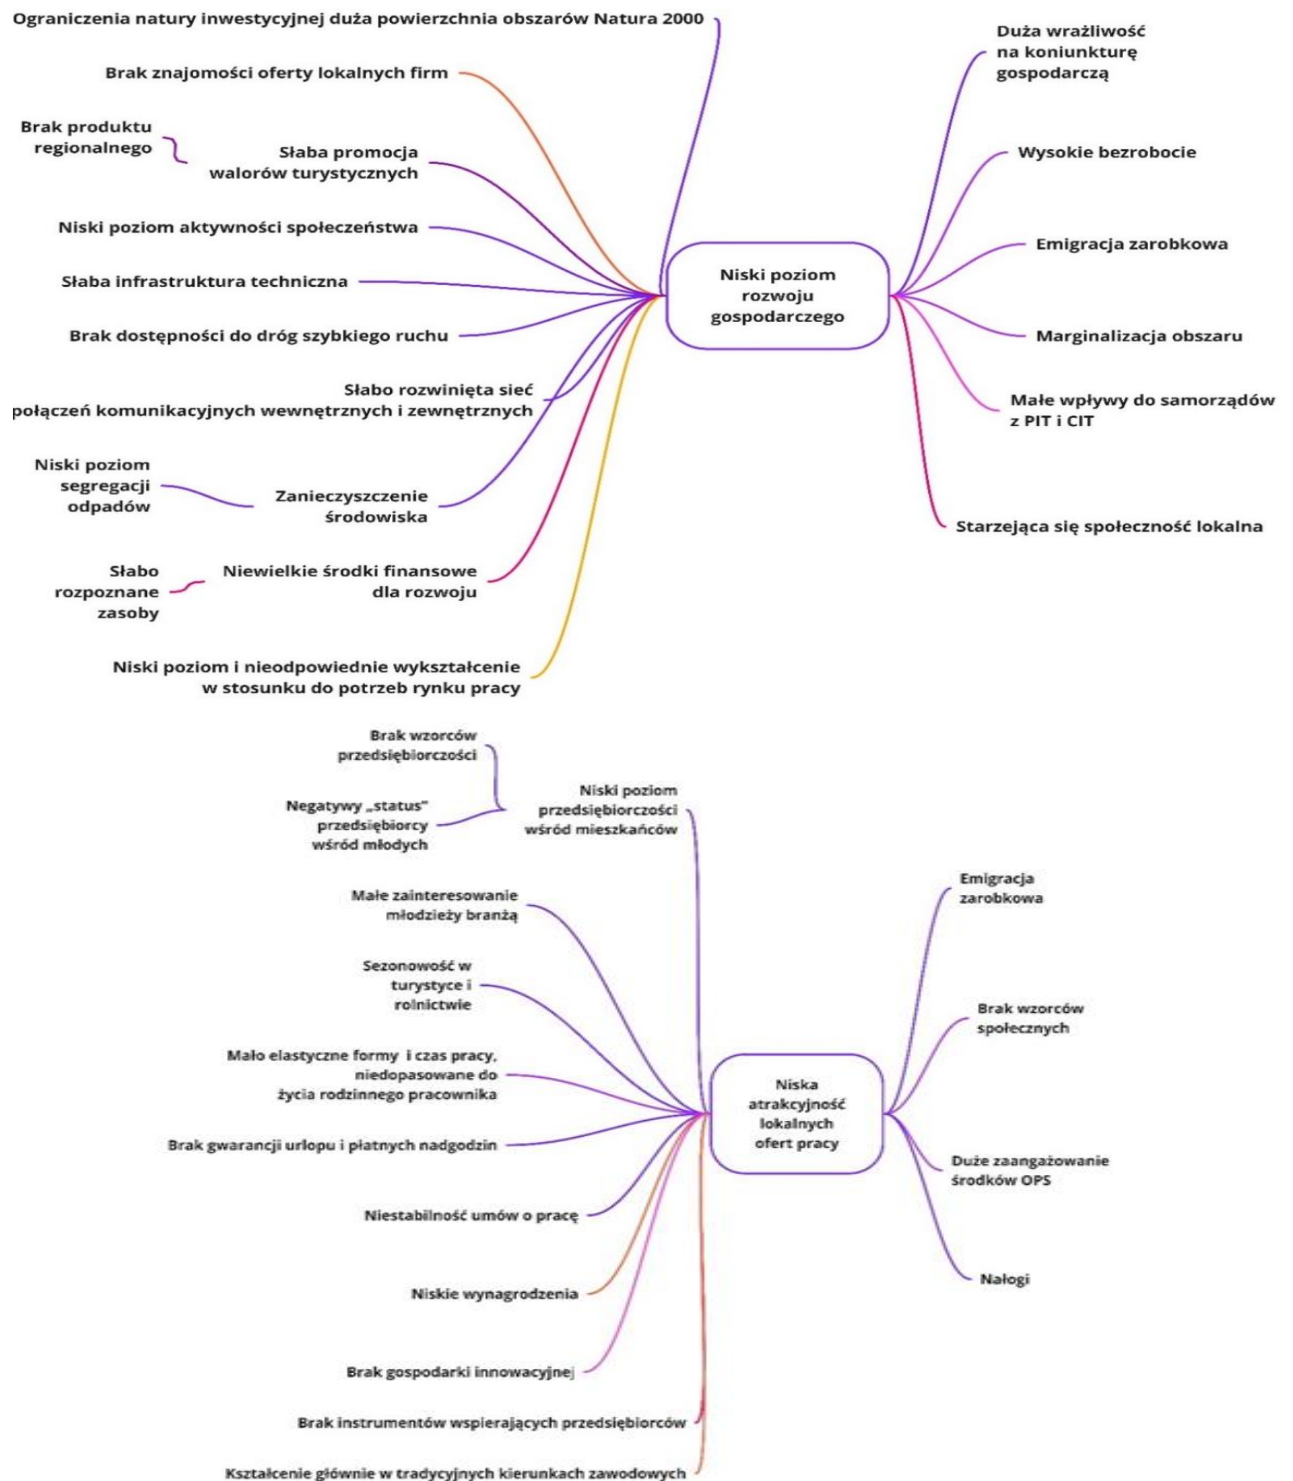 Ograniczenia natury inwestycyjnej duża powierzchnia obszarów Natura 2000
Brak znajomości oferty lokalnych firm
Brak produktu
regionalnego
Słaba promocja
walorów turystycznych
Niski poziom aktywności społeczeństwa
Słaba infrastruktura techniczna
Brak dostępności do dróg szybkiego ruchu
Słabo rozwinięta sieć
połączeń komunikacyjnych wewnętrznych i zewnętrznych
Niski poziom
segregacji
odpadów
Zanieczyszczenie
środowiska
Słabo
rozpoznane
zasoby
Niewielkie środki finansowe
dla rozwoju
Niski poziom i nieodpowiednie wykształcenie
w stosunku do potrzeb rynku pracy
Niski poziom
rozwoju
gospodarczego
Duża wrażliwość
na koniunkturę
gospodarczą
Wysokie bezrobocie
Emigracja zarobkowa
Marginalizacja obszaru
Małe wpływy do samorządów
z PIT i CIT
Starzejąca się społeczność lokalna
Brak wzorców
przedsiębiorczości
Negatywy „status”
przedsiębiorcy
wśród młodych
Niski poziom
przedsiębiorczości
wśród mieszkańców
Małe zainteresowanie
młodzieży branżą
Sezonowość w
turystyce i
rolnictwie
Mało elastyczne formy i czas pracy,
niedopasowane do
życia rodzinnego pracownika
Brak gwarancji urlopu i płatnych nadgodzin
Niestabilność umów o pracę
Niskie wynagrodzenia
Brak gospodarki innowacyjnej
Brak instrumentów wspierających przedsiębiorców
Kształcenie głównie w tradycyjnych kierunkach zawodowych
Niska
atrakcyjność
lokalnych
ofert pracy
Emigracja
zarobkowa
Brak wzorców
społecznych
Duże zaangażowanie
środków OPS
Nałogi